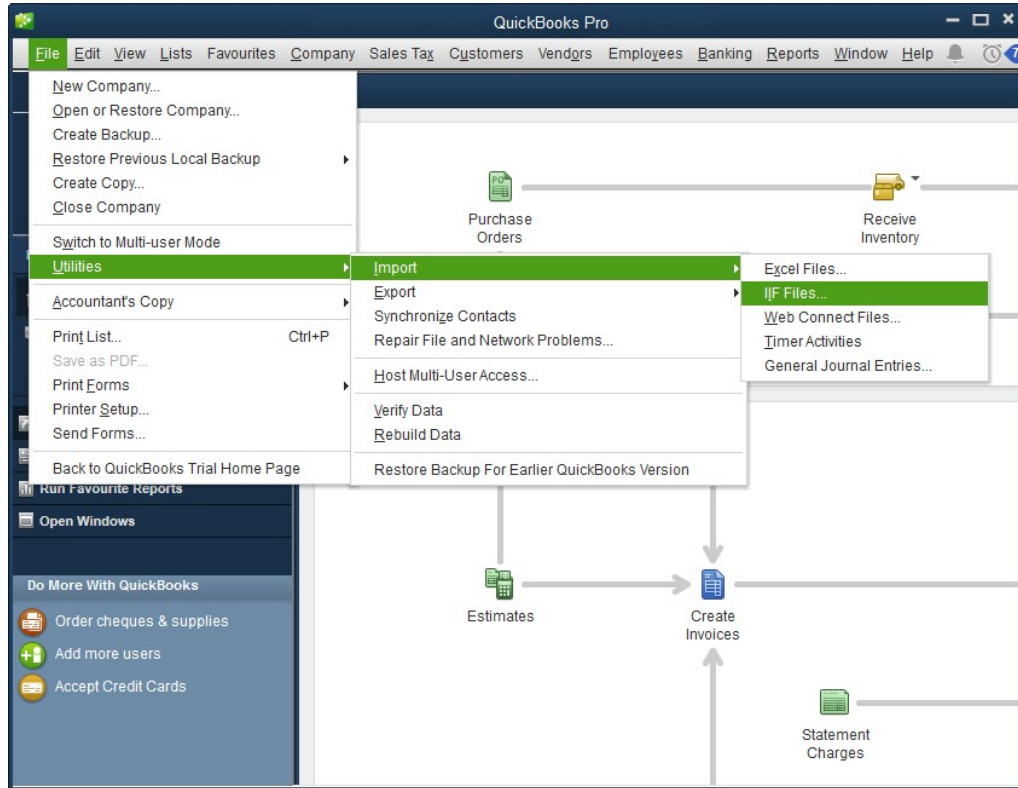 QuickBooks Pro
File Edit View Lists Favourites Company Sales Tax Customers Vendors Employees Banking Reports Window Help
New Company...
Open or Restore Company...
Create Backup...
Restore Previous Local Backup
Create Copy...
Close Company
Switch to Multi-user Mode
Utilities
Accountant's Copy
Print List... Ctrl+P
Save as PDF...
Print Forms
Printer Setup...
Send Forms...
Back to QuickBooks Trial Home Page
Import
Export
Synchronize Contacts
Repair File and Network Problems...
Host Multi-User Access...
Verify Data
Rebuild Data
Restore Backup For Earlier QuickBooks Version
Excel Files...
IIF Files...
Web Connect Files...
Timer Activities
General Journal Entries...
PO
Purchase
Orders
Receive
Inventory
Run Favourite Reports
Open Windows
Do More With QuickBooks
Order cheques & supplies
Add more users
Accept Credit Cards
Estimates
Create
Invoices
Statement
Charges